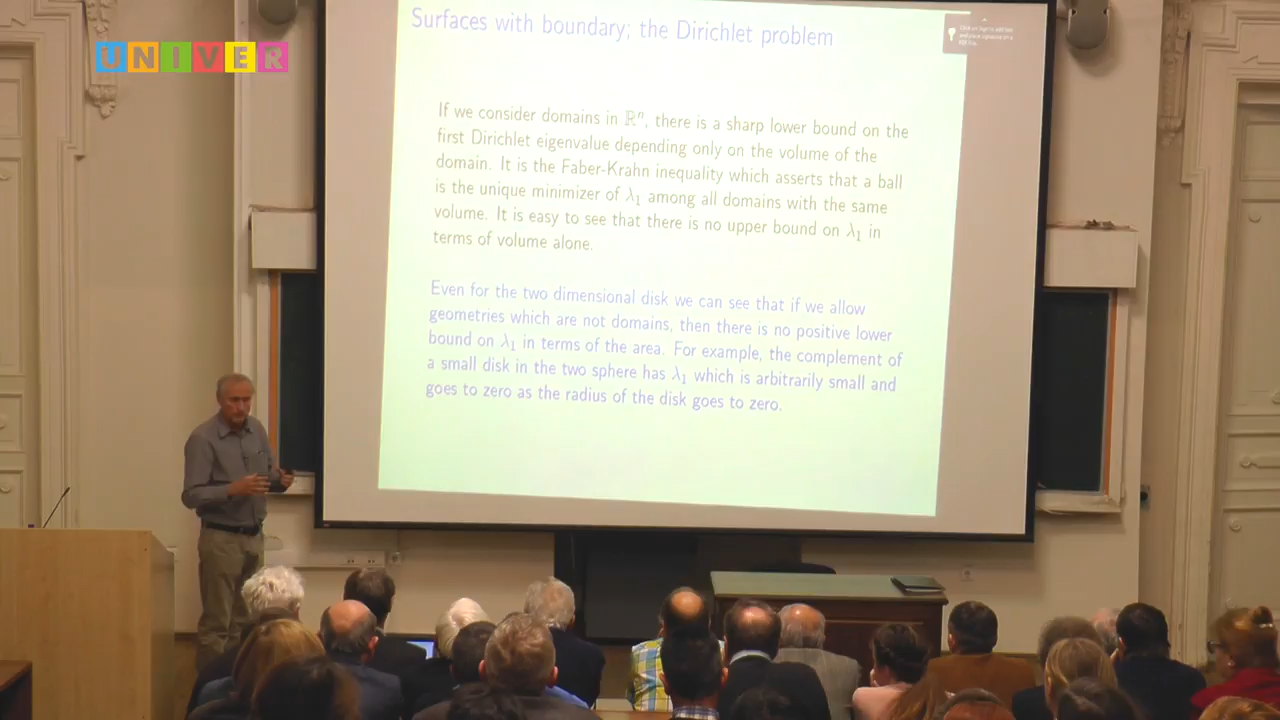 UNIVER
Surfaces with boundary; the Dirichlet problem
If we consider domains in ℝⁿ, there is a sharp lower bound on the
first Dirichlet eigenvalue depending only on the volume of the
domain. It is the Faber-Krahn inequality which asserts that a ball
is the unique minimizer of λ₁ among all domains with the same
volume. It is easy to see that there is no upper bound on λ₁ in
terms of volume alone.
Even for the two dimensional disk we can see that if we allow
geometries which are not domains, then there is no positive lower
bound on λ₁ in terms of the area. For example, the complement of
a small disk in the two sphere has λ₁ which is arbitrarily small and
goes to zero as the radius of the disk goes to zero.